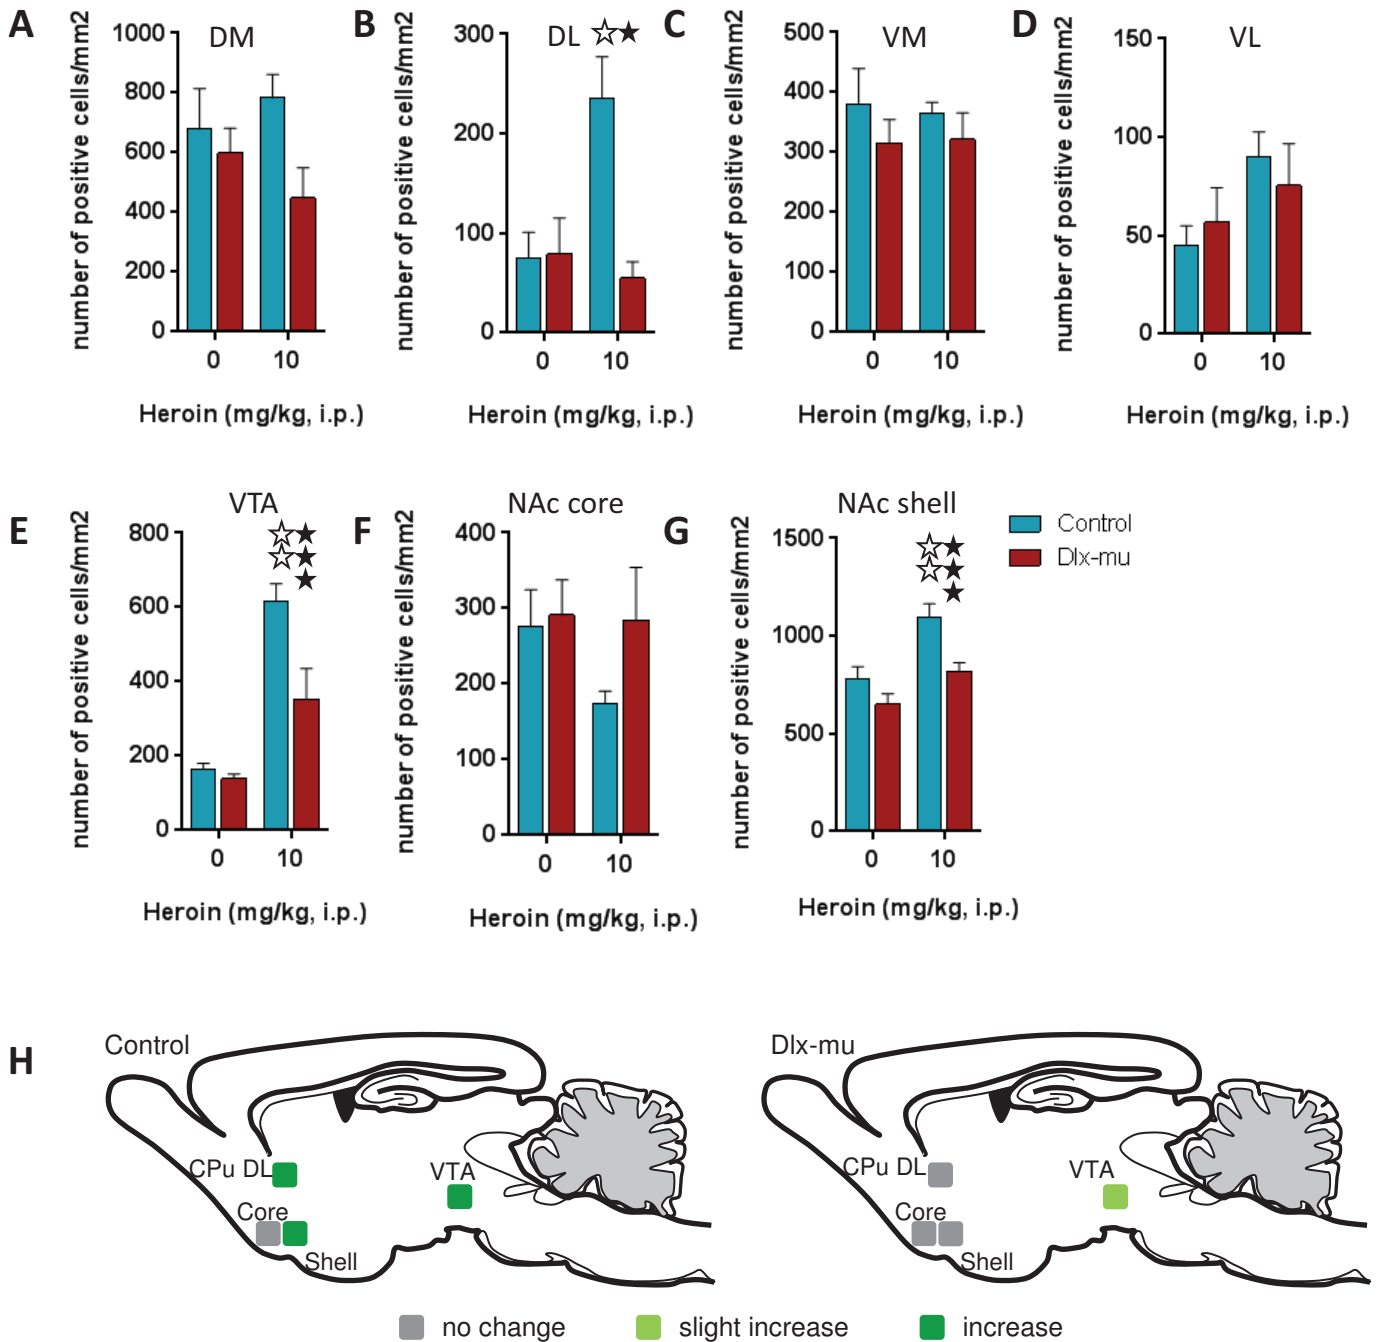 A
DM
number of positive cells/mm2
1000
800
600
400
200
0
0
10
Heroin (mg/kg, i.p.)
B
DL ☆★
number of positive cells/mm2
300
200
100
0
0
10
Heroin (mg/kg, i.p.)
C
VM
number of positive cells/mm2
500
400
300
200
100
0
0
10
Heroin (mg/kg, i.p.)
D
VL
number of positive cells/mm2
150
100
50
0
0
10
Heroin (mg/kg, i.p.)
E
VTA
☆★
☆★
★
number of positive cells/mm2
800
600
400
200
0
0
10
Heroin (mg/kg, i.p.)
F
NAc core
number of positive cells/mm2
400
300
200
100
0
0
10
Heroin (mg/kg, i.p.)
G
NAc shell
☆★
☆★
★
number of positive cells/mm2
1500
1000
500
0
0
10
Heroin (mg/kg, i.p.)
Control
Dlx-mu
H
Control
CPu DL
VTA
Core
Shell
Dlx-mu
CPu DL
VTA
Core
Shell
no change
slight increase
increase